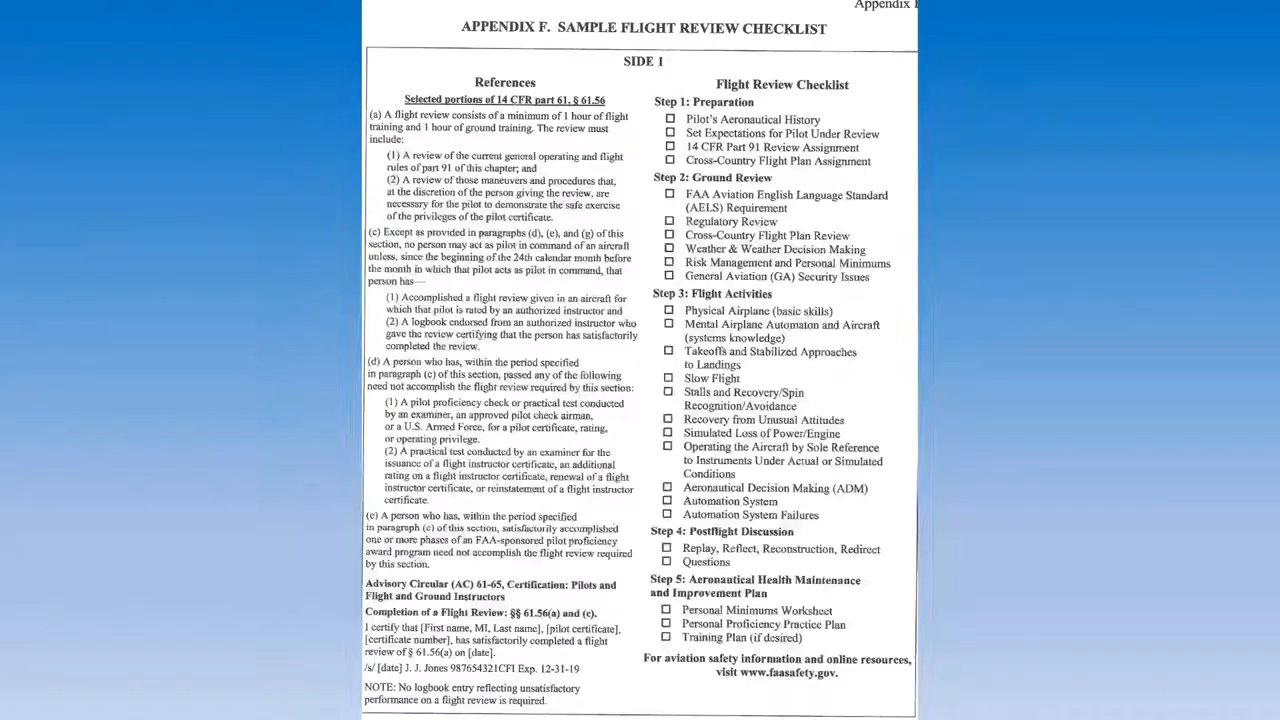 Appendix
APPENDIX F. SAMPLE FLIGHT REVIEW CHECKLIST
SIDE 1
References
Selected portions of 14 CFR part 61, § 61.56
(a) A flight review consists of a minimum of 1 hour of flight
training and 1 hour of ground training. The review must
include:
(1) A review of the current general operating and flight
rules of part 91 of this chapter; and
(2) A review of those maneuvers and procedures that,
at the discretion of the person giving the review, are
necessary for the pilot to demonstrate the safe exercise
of the privileges of the pilot certificate.
(c) Except as provided in paragraphs (d), (e), and (g) of this
section, no person may act as pilot in command of an aircraft
unless, since the beginning of the 24th calendar month before
the month in which that pilot acts as pilot in command, that
person has—
(1) Accomplished a flight review given in an aircraft for
which that pilot is rated by an authorized instructor and
(2) A logbook endorsed from an authorized instructor who
gave the review certifying that the person has satisfactorily
completed the review.
(d) A person who has, within the period specified
in paragraph (c) of this section, passed any of the following
need not accomplish the flight review required by this section:
(1) A pilot proficiency check or practical test conducted
by an examiner, an approved pilot check airman,
or a U.S. Armed Force, for a pilot certificate, rating,
or operating privilege.
(2) A practical test conducted by an examiner for the
issuance of a flight instructor certificate, an additional
rating on a flight instructor certificate, renewal of a flight
instructor certificate, or reinstatement of a flight instructor
certificate.
(e) A person who has, within the period specified
in paragraph (c) of this section, satisfactorily accomplished
one or more phases of an FAA-sponsored pilot proficiency
award program need not accomplish the flight review required
by this section.
Advisory Circular (AC) 61-65, Certification: Pilots and
Flight and Ground Instructors
Completion of a Flight Review: §§ 61.56(a) and (c).
I certify that [First name, MI, Last name], [pilot certificate],
[certificate number], has satisfactorily completed a flight
review of § 61.56(a) on [date].
/s/ [date] J. J. Jones 987654321CFI Exp. 12-31-19
NOTE: No logbook entry reflecting unsatisfactory
performance on a flight review is required.
Flight Review Checklist
Step 1: Preparation
Pilot's Aeronautical History
Set Expectations for Pilot Under Review
14 CFR Part 91 Review Assignment
Cross-Country Flight Plan Assignment
Step 2: Ground Review
FAA Aviation English Language Standard
(AELS) Requirement
Regulatory Review
Cross-Country Flight Plan Review
Weather & Weather Decision Making
Risk Management and Personal Minimums
General Aviation (GA) Security Issues
Step 3: Flight Activities
Physical Airplane (basic skills)
Mental Airplane Automaton and Aircraft
(systems knowledge)
Takeoffs and Stabilized Approaches
to Landings
Slow Flight
Stalls and Recovery/Spin
Recognition/Avoidance
Recovery from Unusual Attitudes
Simulated Loss of Power/Engine
Operating the Aircraft by Sole Reference
to Instruments Under Actual or Simulated
Conditions
Aeronautical Decision Making (ADM)
Automation System
Automation System Failures
Step 4: Postflight Discussion
Replay, Reflect, Reconstruction, Redirect
Questions
Step 5: Aeronautical Health Maintenance
and Improvement Plan
Personal Minimums Worksheet
Personal Proficiency Practice Plan
Training Plan (if desired)
For aviation safety information and online resources,
visit www.faasafety.gov.